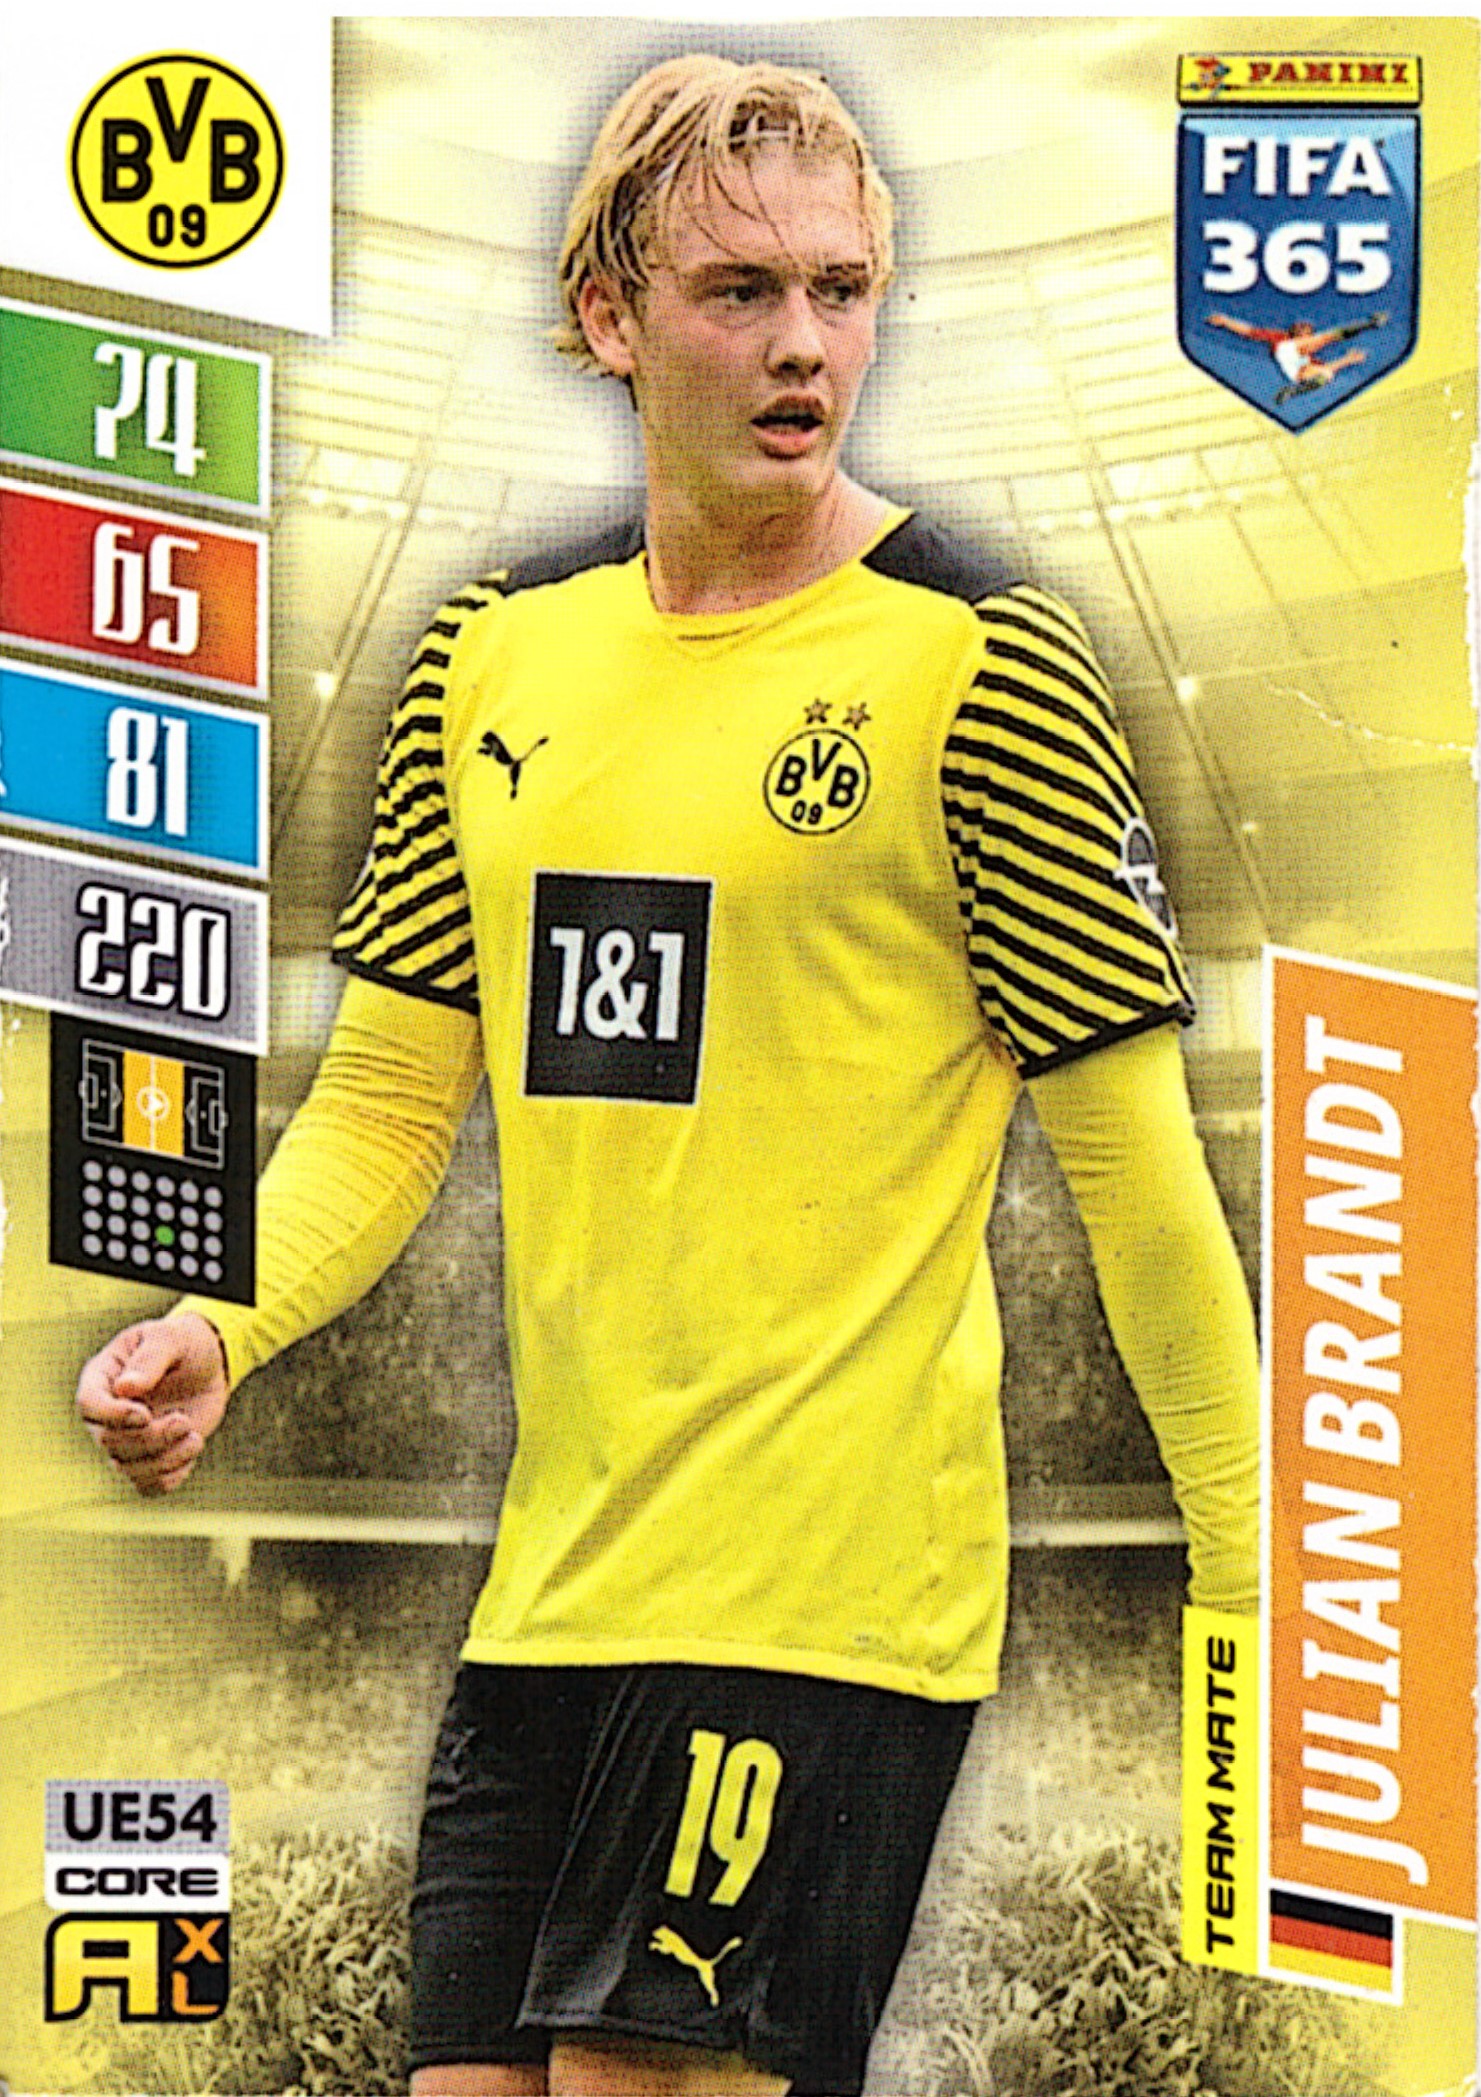 BVB
09
PANINI
FIFA
365
74
65
81
220
BVB
09
1&1
JULIAN BRANDT
TEAM MATE
19
UE54
CORE
AXL